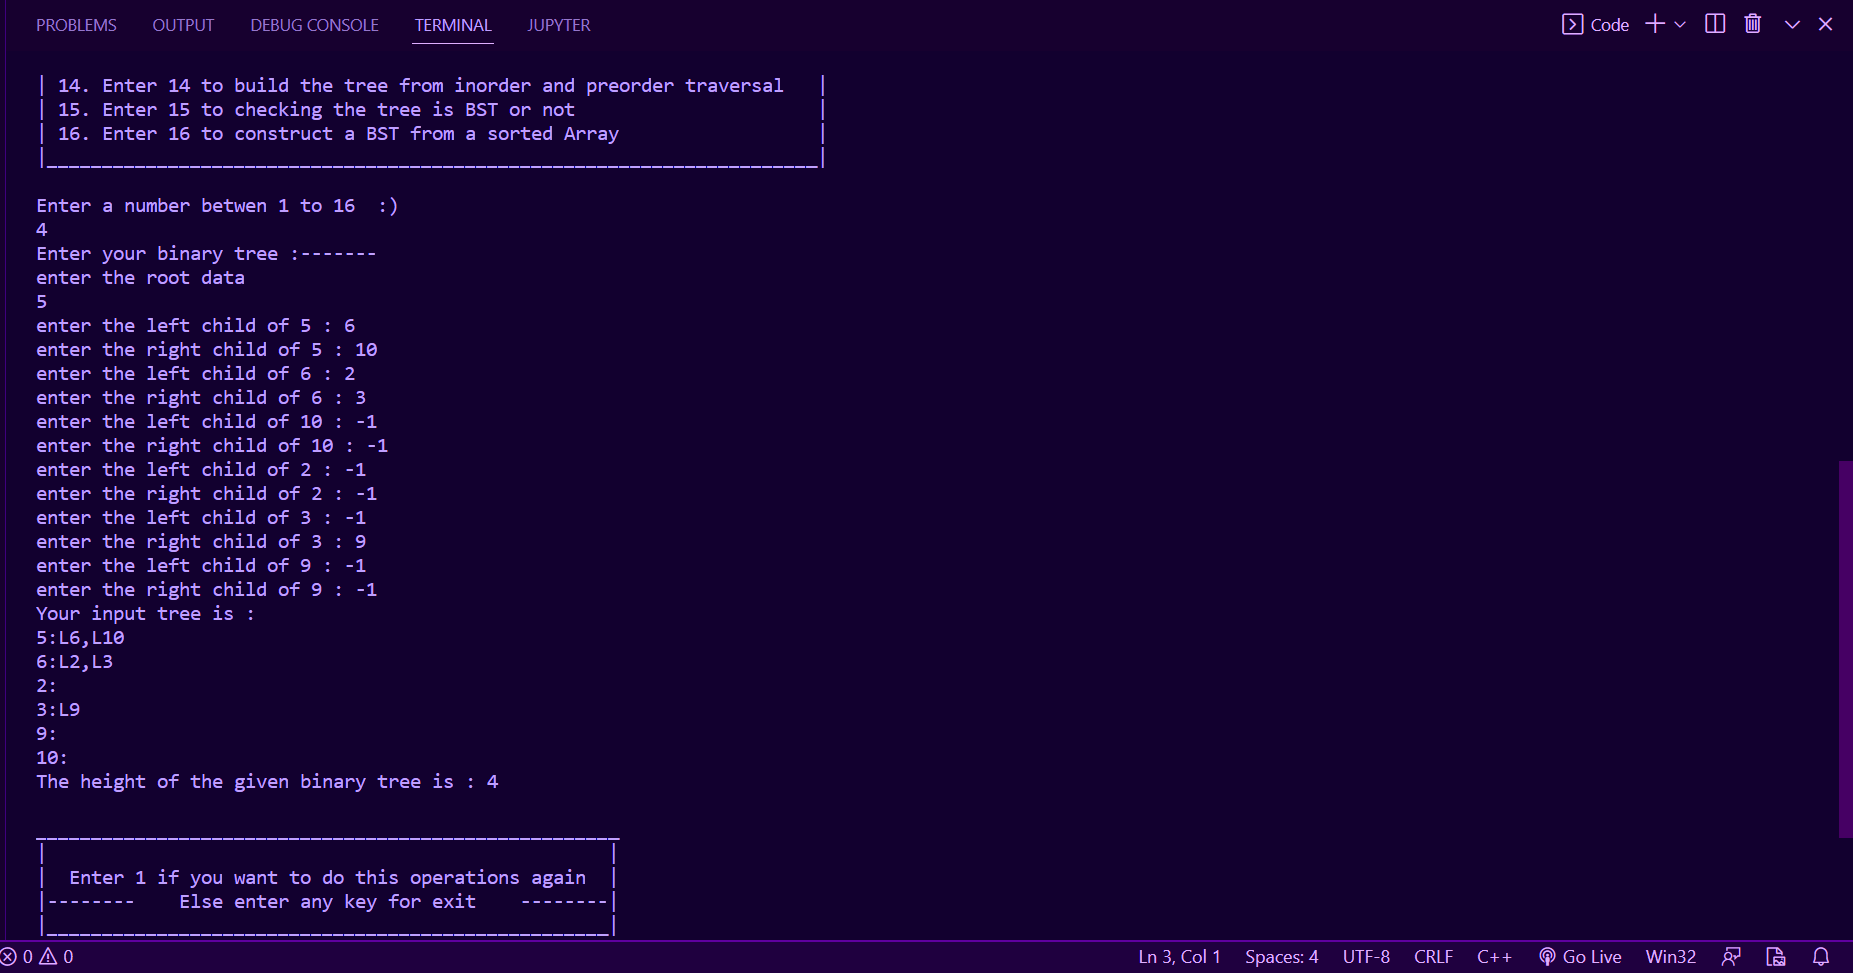 PROBLEMS OUTPUT DEBUG CONSOLE TERMINAL JUPYTER Code
| 14. Enter 14 to build the tree from inorder and preorder traversal |
| 15. Enter 15 to checking the tree is BST or not |
| 16. Enter 16 to construct a BST from a sorted Array |
|______________________________________________________________________|
Enter a number betwen 1 to 16  :)
4
Enter your binary tree :-------
enter the root data
5
enter the left child of 5 : 6
enter the right child of 5 : 10
enter the left child of 6 : 2
enter the right child of 6 : 3
enter the left child of 10 : -1
enter the right child of 10 : -1
enter the left child of 2 : -1
enter the right child of 2 : -1
enter the left child of 3 : -1
enter the right child of 3 : 9
enter the left child of 9 : -1
enter the right child of 9 : -1
Your input tree is :
5:L6,L10
6:L2,L3
2:
3:L9
9:
10:
The height of the given binary tree is : 4
_____________________________________________________
| |
| Enter 1 if you want to do this operations again |
|-------- Else enter any key for exit --------|
|___________________________________________________|
0 0 Ln 3, Col 1 Spaces: 4 UTF-8 CRLF C++ Go Live Win32